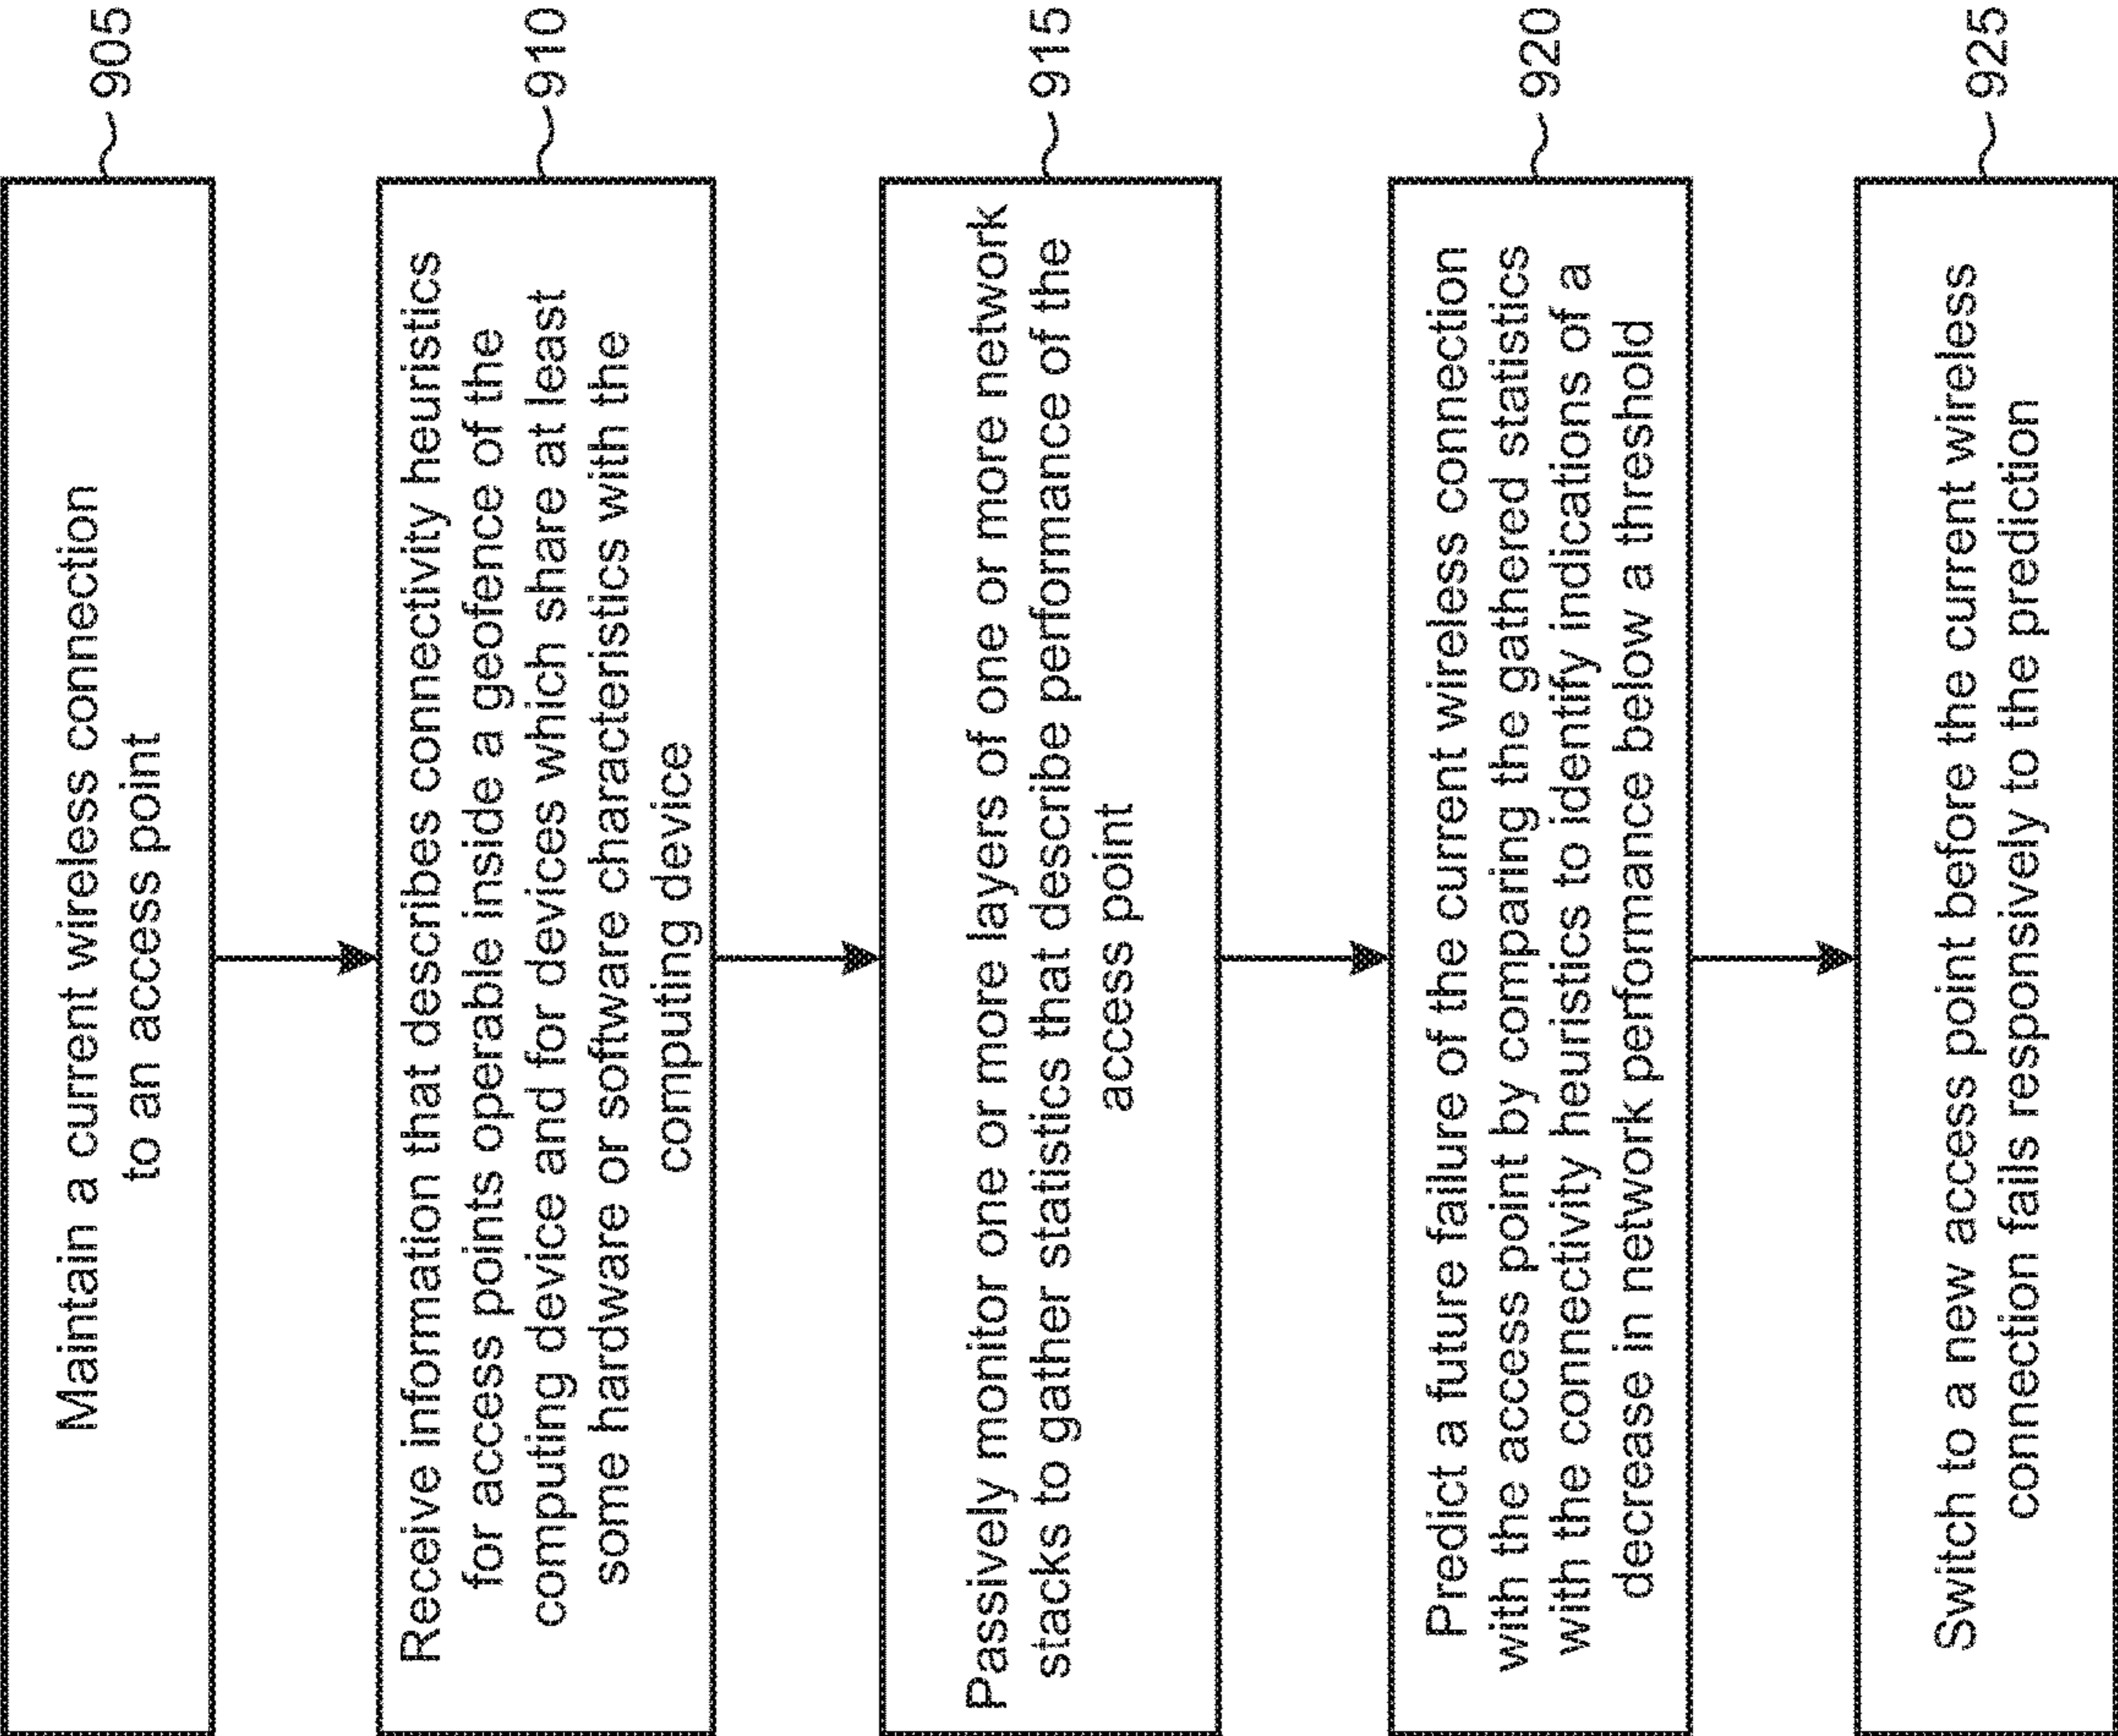 Maintain a current wireless connection
to an access point
905
Receive information that describes connectivity heuristics
for access points operable inside a geofence of the
computing device and for devices which share at least
some hardware or software characteristics with the
computing device
910
Passively monitor one or more layers of one or more network
stacks to gather statistics that describe performance of the
access point
915
Predict a future failure of the current wireless connection
with the access point by comparing the gathered statistics
with the connectivity heuristics to identify indications of a
decrease in network performance below a threshold
920
Switch to a new access point before the current wireless
connection fails responsively to the prediction
925